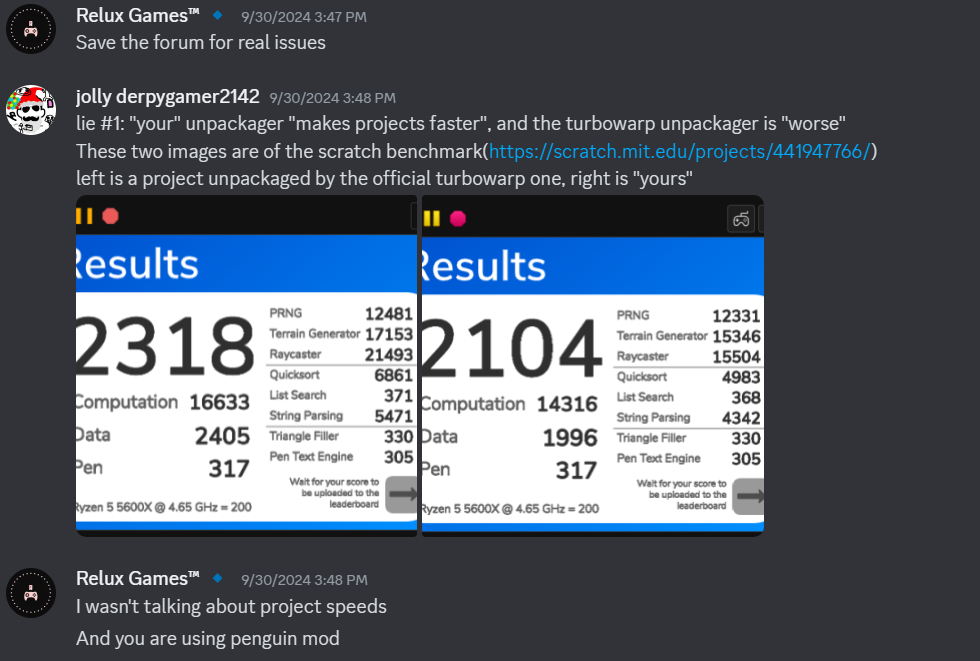 Relux Games™ 9/30/2024 3:47 PM
Save the forum for real issues
jolly derpygamer2142 9/30/2024 3:48 PM
lie #1: "your" unpackager "makes projects faster", and the turbowarp unpackager is "worse"
These two images are of the scratch benchmark(https://scratch.mit.edu/projects/441947766/)
left is a project unpackaged by the official turbowarp one, right is "yours"
Results
2318
Computation 16633
Data 2405
Pen 317
PRNG 12481
Terrain Generator 17153
Raycaster 21493
Quicksort 6861
List Search 371
String Parsing 5471
Triangle Filler 330
Pen Text Engine 305
Wait for your score to
be uploaded to the
leaderboard
Ryzen 5 5600X @ 4.65 GHz = 200
Results
2104
Computation 14316
Data 1996
Pen 317
PRNG 12331
Terrain Generator 15346
Raycaster 15504
Quicksort 4983
List Search 368
String Parsing 4342
Triangle Filler 330
Pen Text Engine 305
Wait for your score to
be uploaded to the
leaderboard
Ryzen 5 5600X @ 4.65 GHz = 200
Relux Games™ 9/30/2024 3:48 PM
I wasn't talking about project speeds
And you are using penguin mod